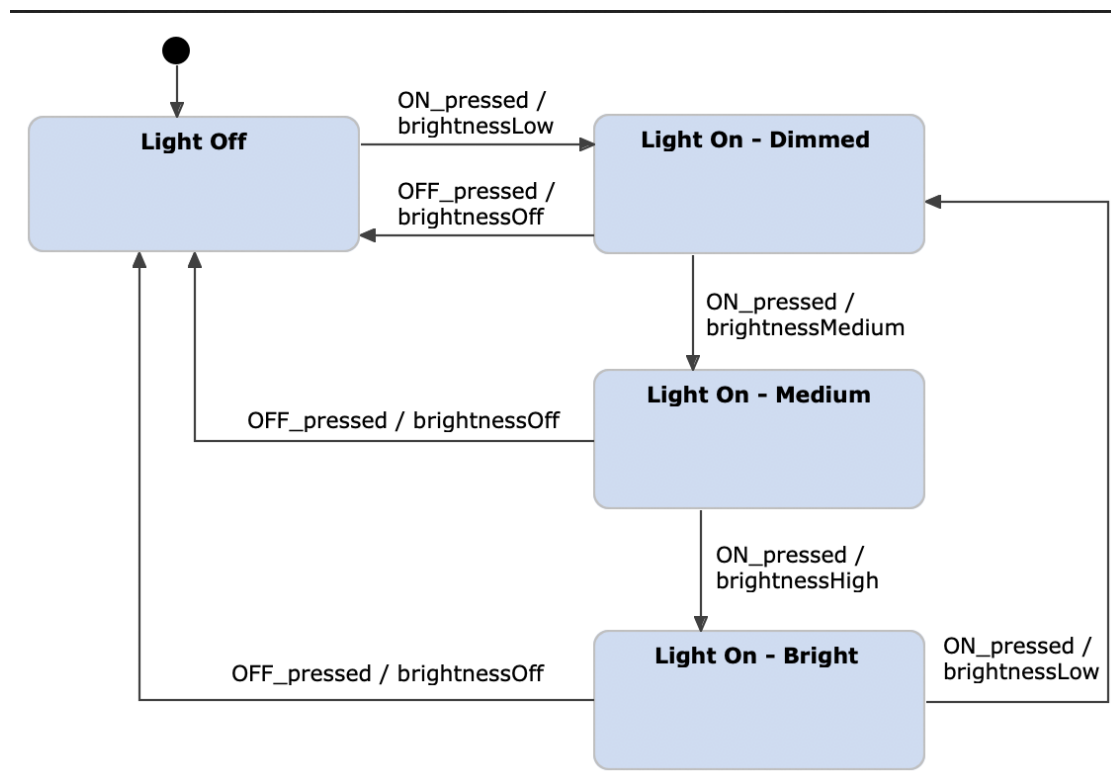 ON_pressed /
brightnessLow
Light Off
Light On - Dimmed
OFF_pressed /
brightnessOff
ON_pressed /
brightnessMedium
Light On - Medium
OFF_pressed / brightnessOff
ON_pressed /
brightnessHigh
Light On - Bright
ON_pressed /
brightnessLow
OFF_pressed / brightnessOff